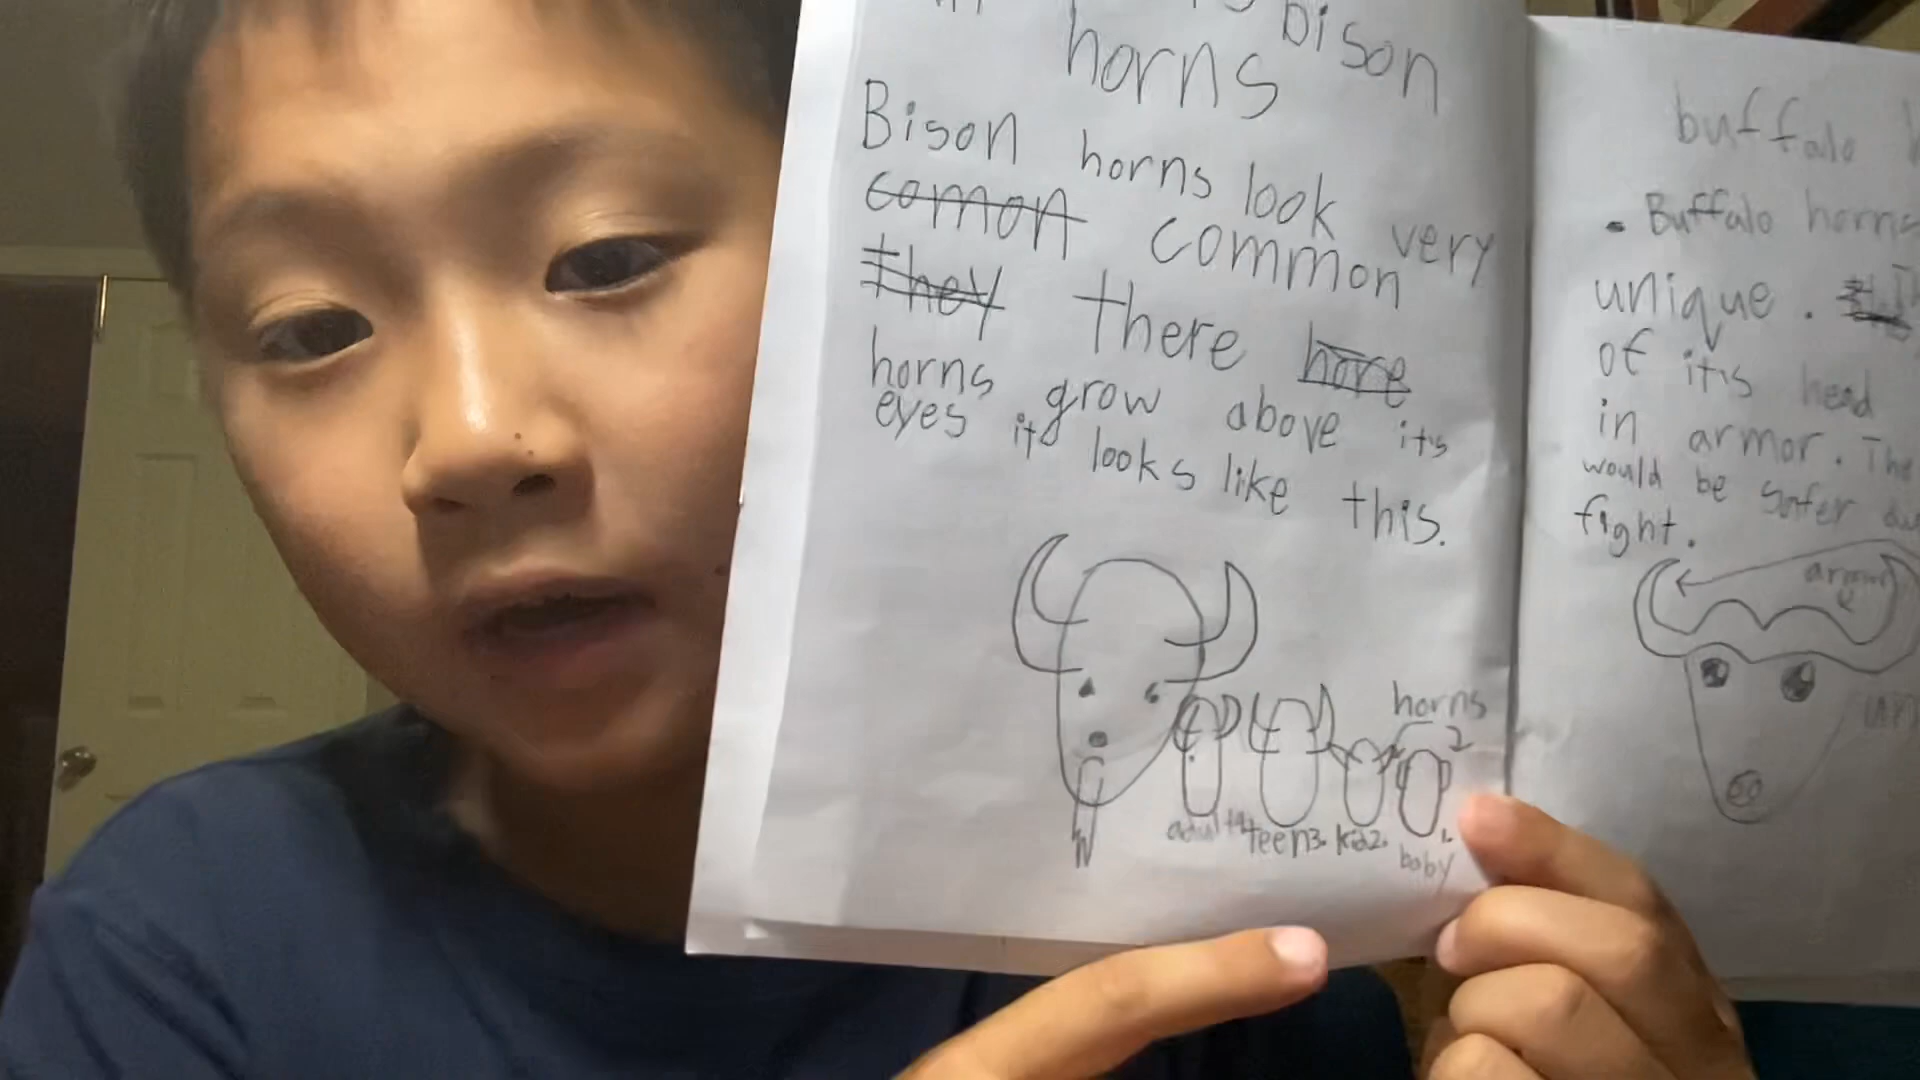 bison
horns
Bison horns look very
comon common
they there hore
horns grow above its
eyes it looks like this.
horns
2
adult 4. teen 3. kid 2. 1.
baby
buffalo
• Buffalo horns
unique.
of it's head
in armor. The
would be safer
fight.
armor